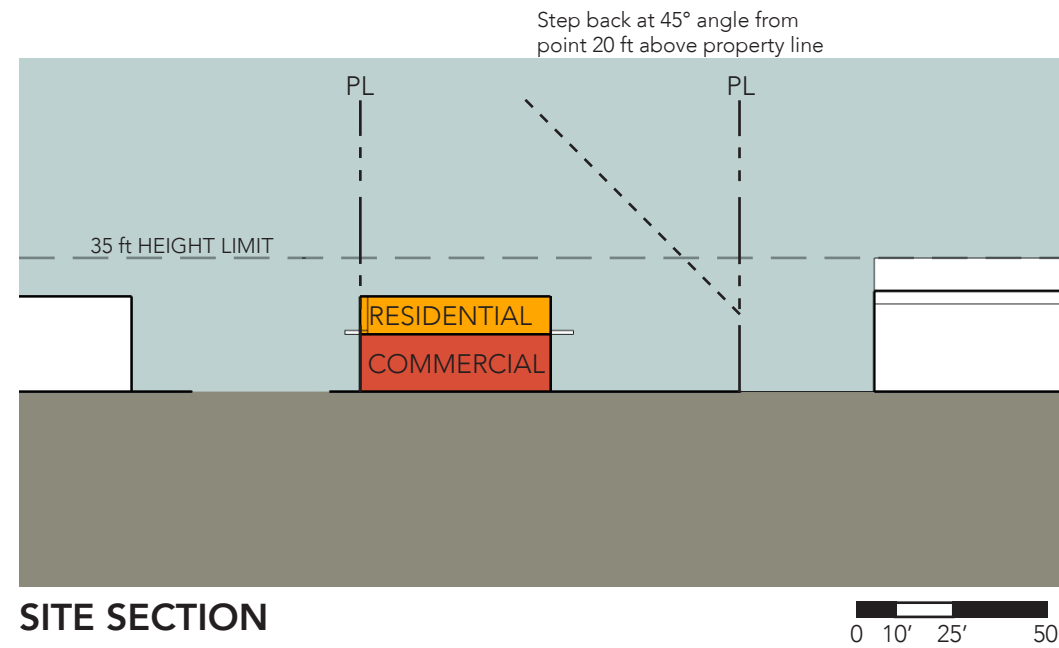 Step back at 45° angle from
point 20 ft above property line
PL
PL
35 ft HEIGHT LIMIT
RESIDENTIAL
COMMERCIAL
SITE SECTION
0 10’ 25’ 50